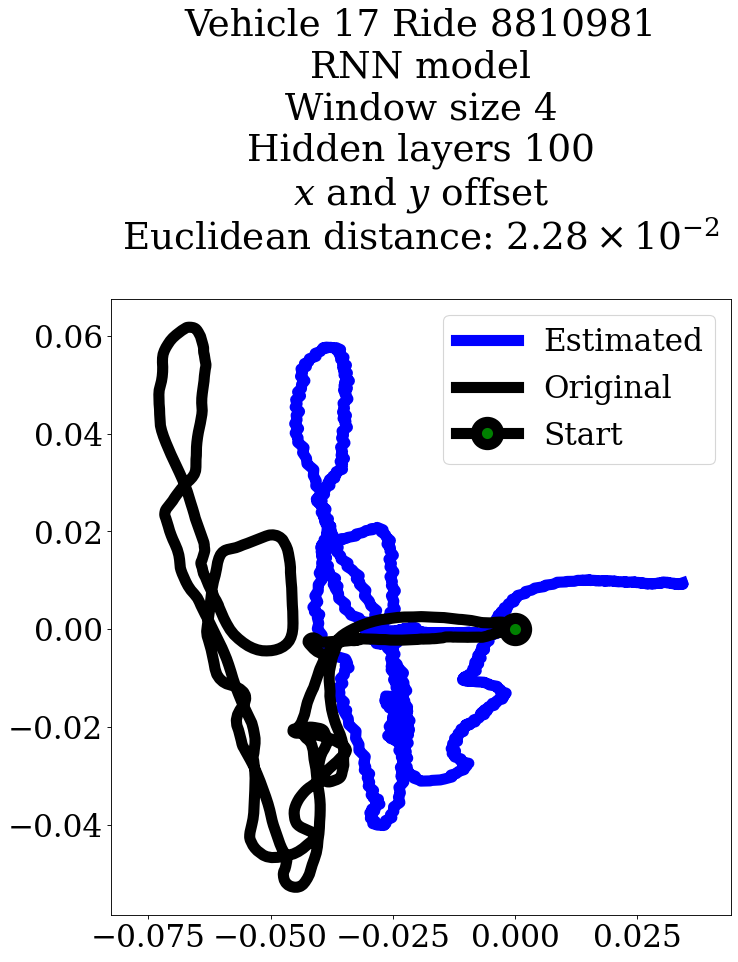 Vehicle 17 Ride 8810981
RNN model
Window size 4
Hidden layers 100
x and y offset
Euclidean distance: 2.28 × 10⁻²
Estimated
Original
Start
0.06
0.04
0.02
0.00
−0.02
−0.04
−0.075 −0.050 −0.025 0.000 0.025